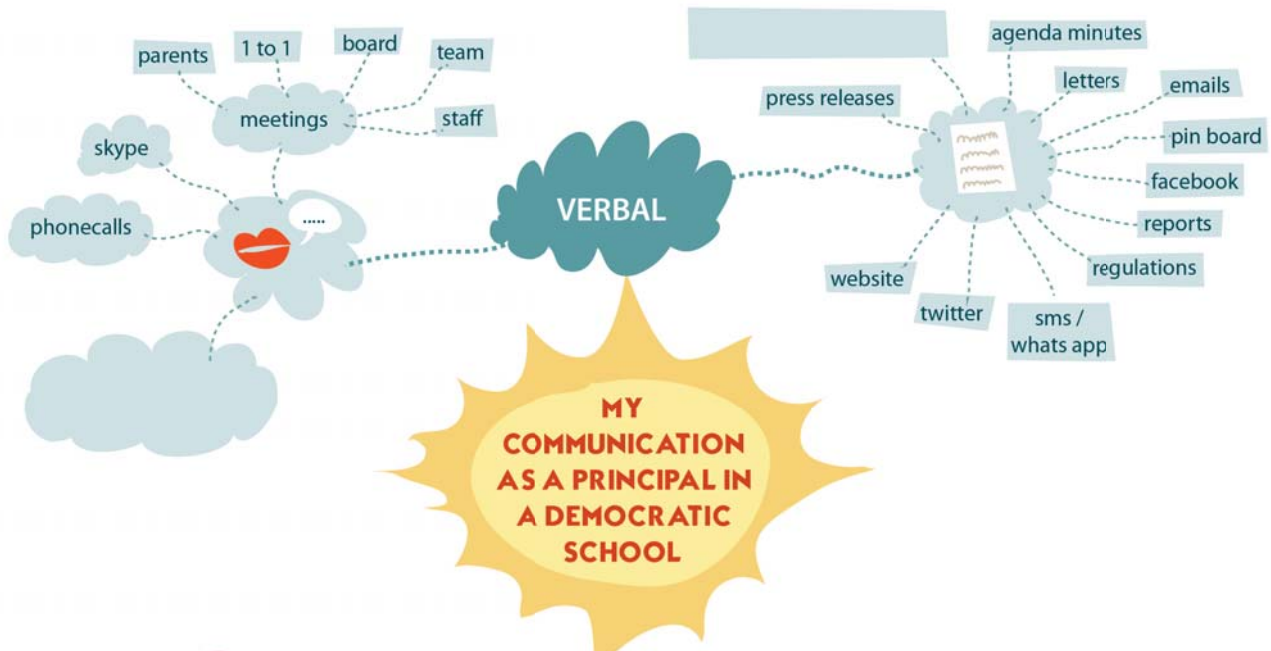 parents
1 to 1
board
team
staff
meetings
skype
phonecalls
.....
VERBAL
agenda minutes
letters
emails
press releases
pin board
facebook
reports
regulations
website
twitter
sms /
whats app
MY
COMMUNICATION
AS A PRINCIPAL IN
A DEMOCRATIC
SCHOOL